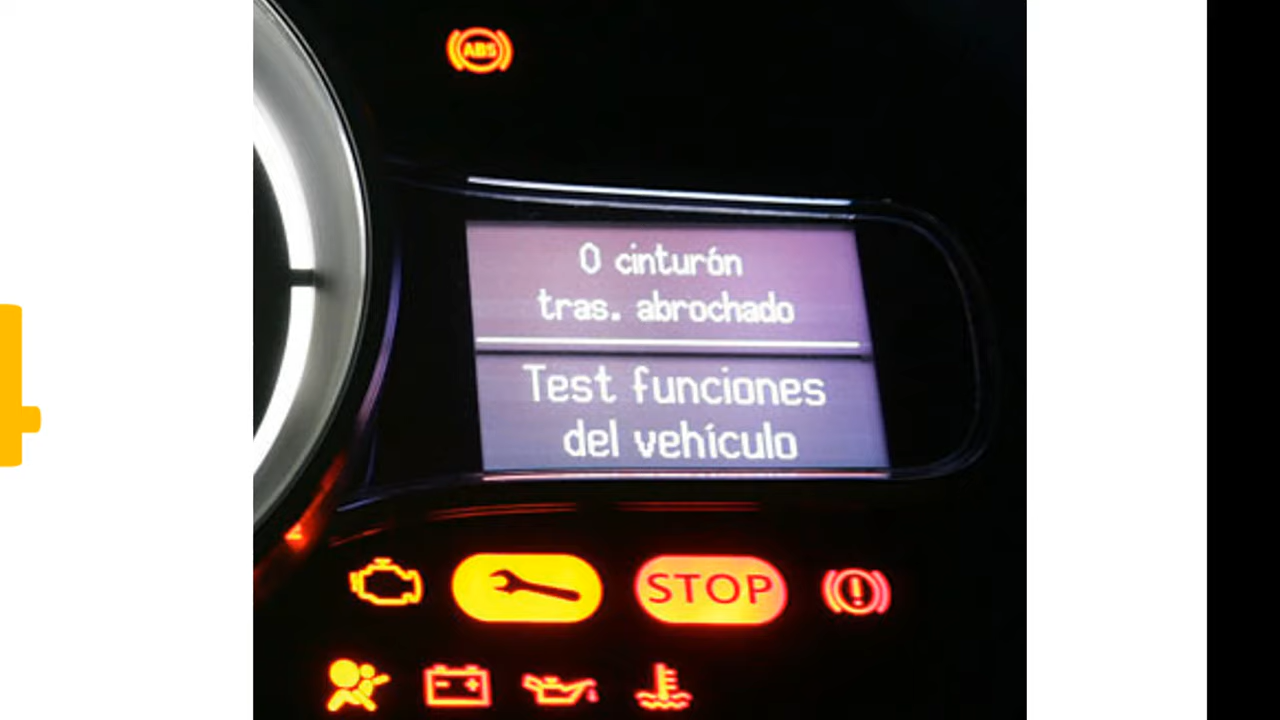 ABS
0 cinturón
tras. abrochado
Test funciones
del vehículo
STOP